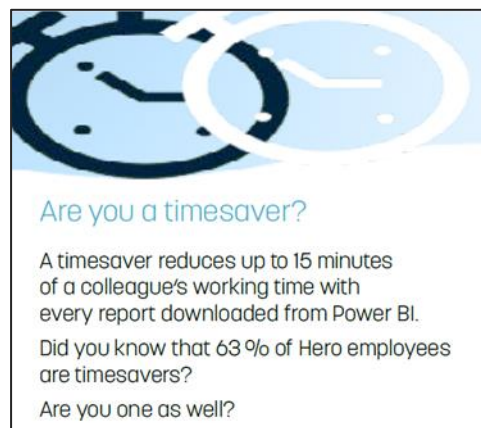 Are you a timesaver?
A timesaver reduces up to 15 minutes
of a colleague's working time with
every report downloaded from Power BI.
Did you know that 63 % of Hero employees
are timesavers?
Are you one as well?